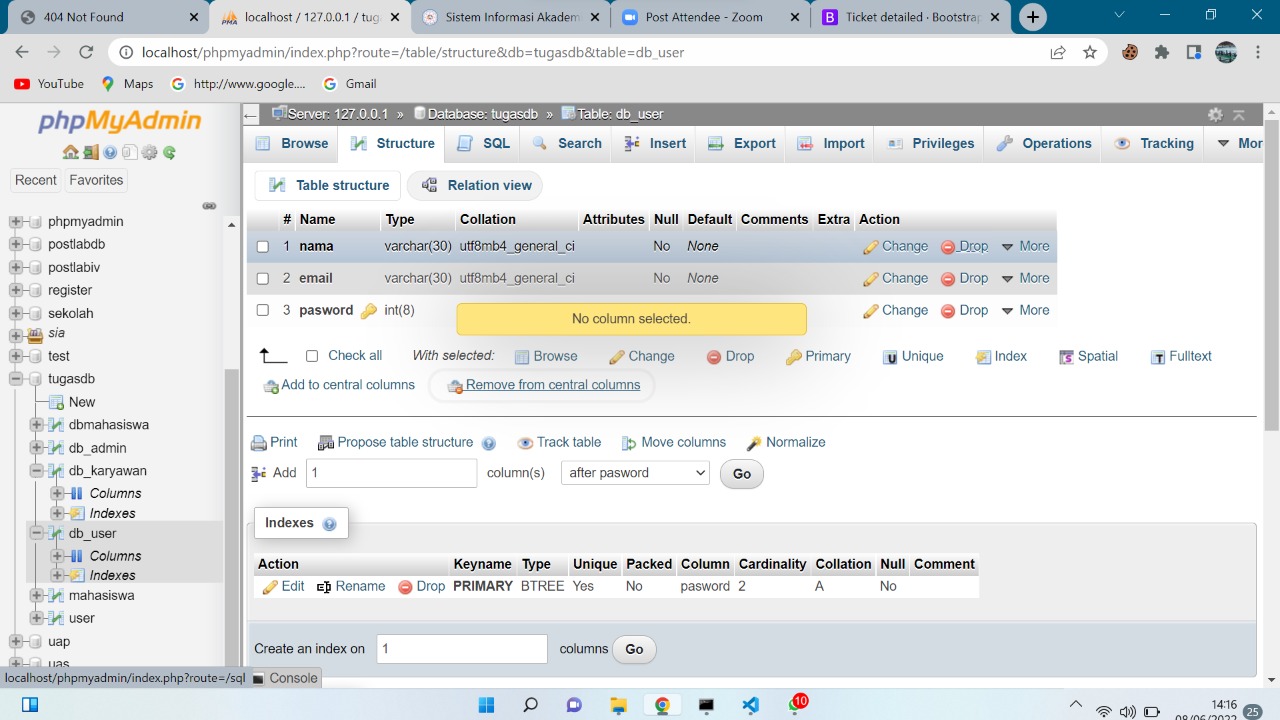 404 Not Found
localhost / 127.0.0.1 / tug
Sistem Informasi Akadem
Post Attendee - Zoom
Ticket detailed · Bootstrap
localhost/phpmyadmin/index.php?route=/table/structure&db=tugasdb&table=db_user
YouTube
Maps
http://www.google....
Gmail
phpMyAdmin
Recent
Favorites
phpmyadmin
postlabdb
postlabiv
register
sekolah
sia
test
tugasdb
New
dbmahasiswa
db_admin
db_karyawan
Columns
Indexes
db_user
Columns
Indexes
mahasiswa
user
uap
uas
localhost/phpmyadmin/index.php?route=/sql
Server: 127.0.0.1 » Database: tugasdb » Table: db_user
Browse Structure SQL Search Insert Export Import Privileges Operations Tracking Mor
Table structure Relation view
# Name Type Collation Attributes Null Default Comments Extra Action
1 nama varchar(30) utf8mb4_general_ci No None Change Drop More
2 email varchar(30) utf8mb4_general_ci No None Change Drop More
3 pasword int(8) Change Drop More
No column selected.
Check all With selected: Browse Change Drop Primary Unique Index Spatial Fulltext
Add to central columns Remove from central columns
Print Propose table structure Track table Move columns Normalize
Add 1 column(s) after pasword Go
Indexes
Action Keyname Type Unique Packed Column Cardinality Collation Null Comment
Edit Rename Drop PRIMARY BTREE Yes No pasword 2 A No
Create an index on 1 columns Go
Console
10
14:16
08/06/2022
25